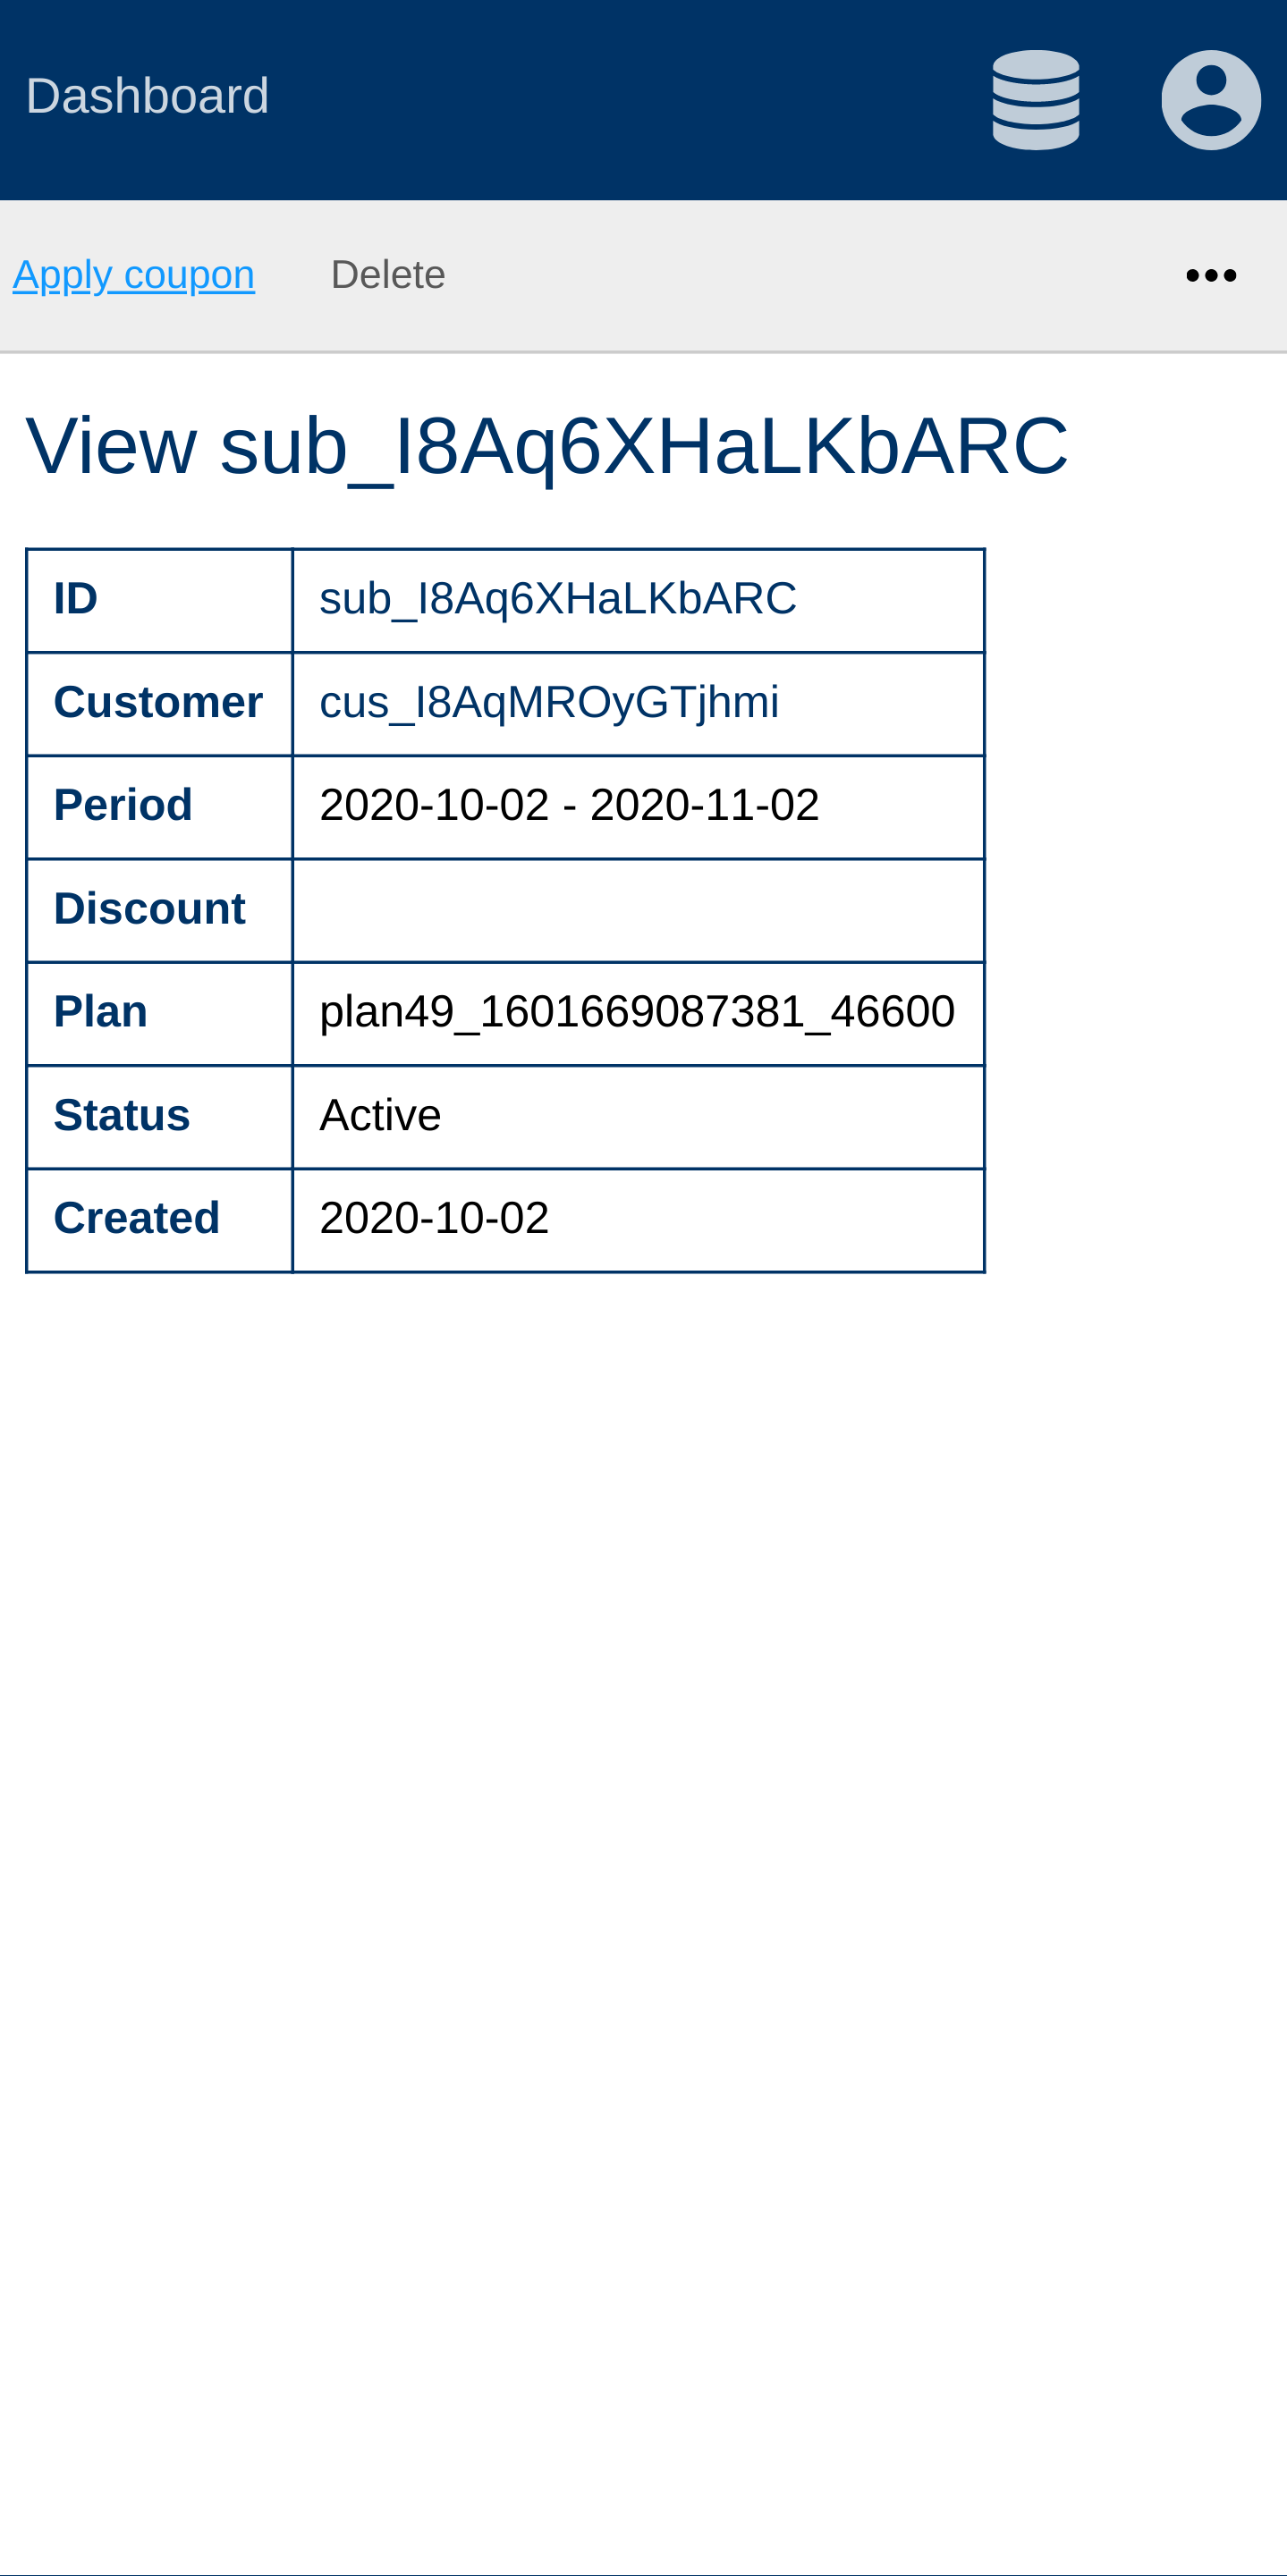 Dashboard
Apply coupon Delete
View sub_I8Aq6XHaLKbARC
ID sub_I8Aq6XHaLKbARC
Customer cus_I8AqMROyGTjhmi
Period 2020-10-02 - 2020-11-02
Discount
Plan plan49_1601669087381_46600
Status Active
Created 2020-10-02